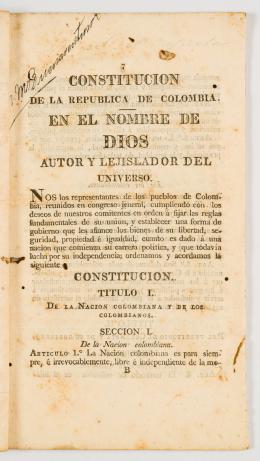 CONSTITUCION
DE LA REPUBLICA DE COLOMBIA.
EN EL NOMBRE DE
DIOS
AUTOR Y LEJISLADOR DEL
UNIVERSO.
NOS los representantes de los pueblos de Colom-
bia, reunidos en congreso jeneral, cumpliendo con los
deseos de nuestros comitentes en orden á fijar las reglas
fundamentales de su union, y establecer una forma de
gobierno que les afiance los bienes de su libertad, se-
guridad, propiedad é igualdad, cuanto es dado á una
nacion que comienza su carrera politica, y que todavia
lucha por su independencia; ordenamos y acordamos la
siguiente
CONSTITUCION.
TITULO I.
DE LA NACION COLOMBIANA Y DE LOS
COLOMBIANOS.
SECCION I.
De la Nacion colombiana.
ARTICULO 1.º La Nacion colombiana es para siem-
pre, é irrevocablemente, libre é independente de la mo-
B